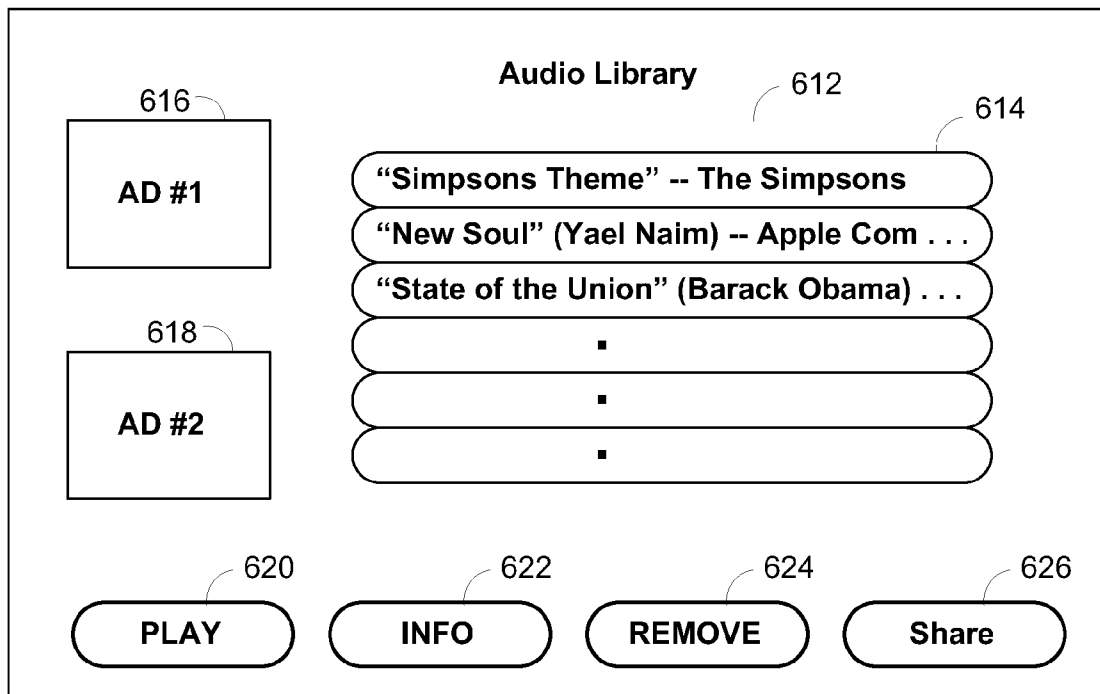 Audio Library
612
614
616
AD #1
“Simpsons Theme” -- The Simpsons
“New Soul” (Yael Naim) -- Apple Com . . .
“State of the Union” (Barack Obama) . . .
618
AD #2
620
622
624
626
PLAY
INFO
REMOVE
Share